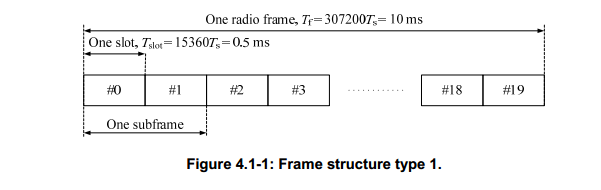 One radio frame, Tf = 307200Ts = 10 ms
One slot, Tslot = 15360Ts = 0.5 ms
#0 #1 #2 #3 ............ #18 #19
One subframe
Figure 4.1-1: Frame structure type 1.